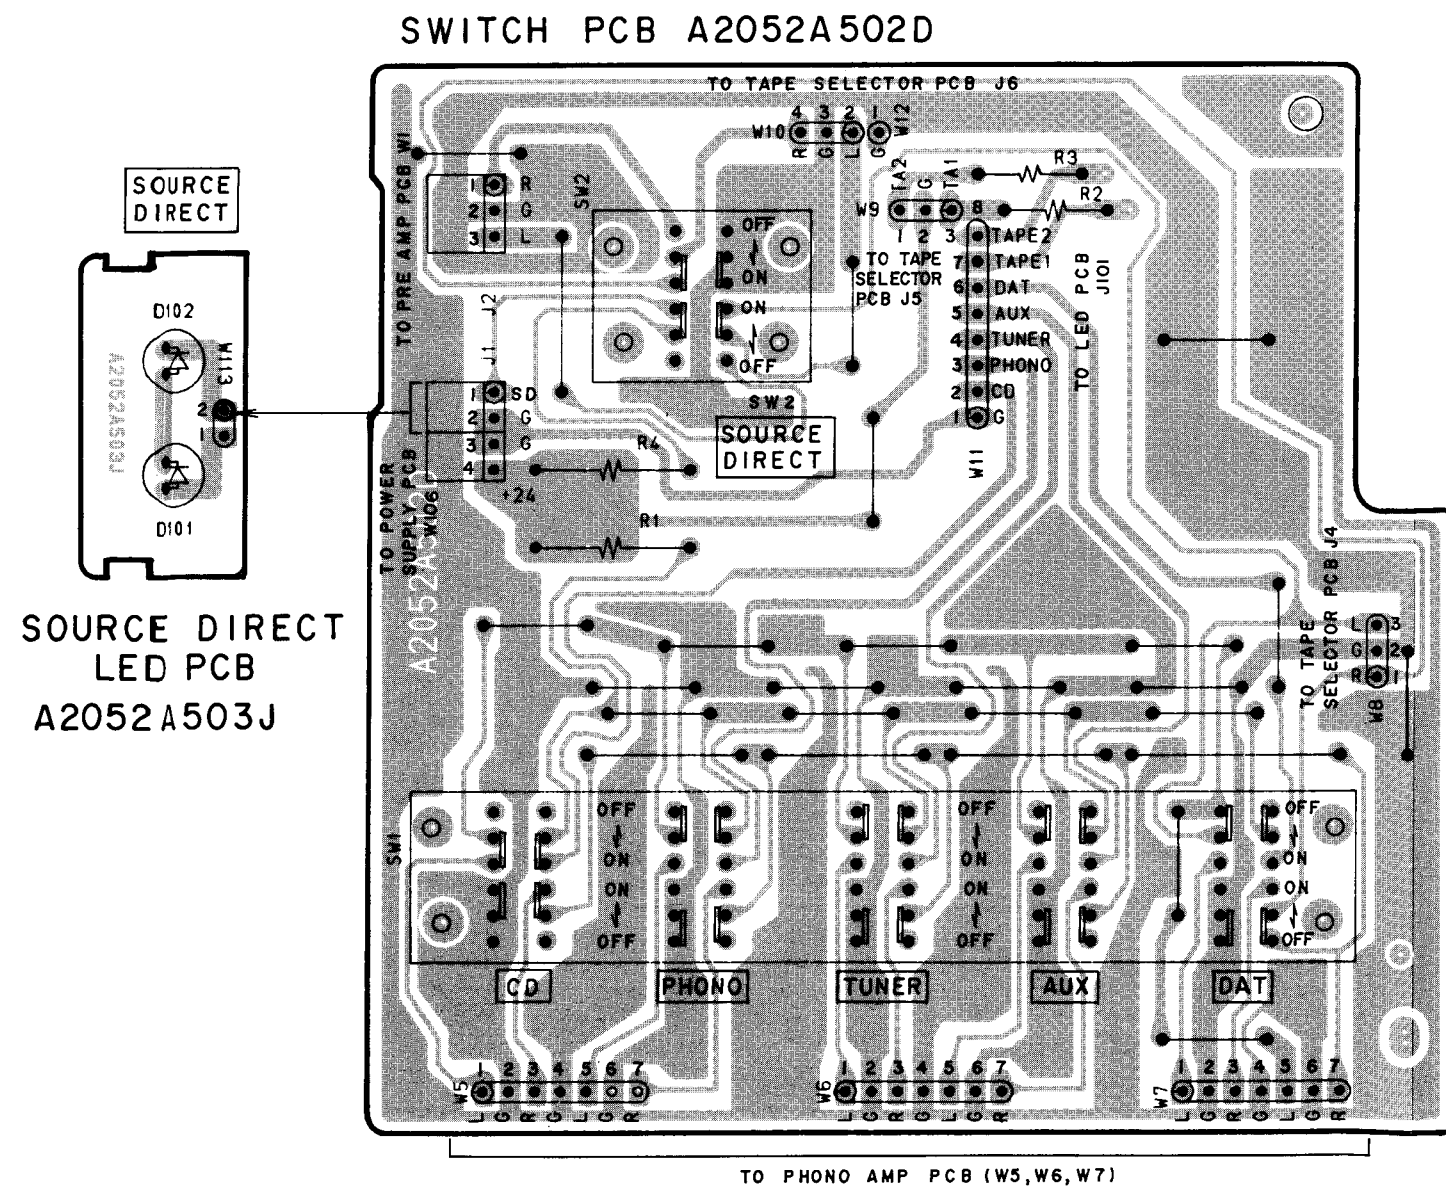 SWITCH PCB A2052A502D
TO TAPE SELECTOR PCB J6
4 3 2 1
W10
W12
R G L G
TO PRE AMP PCB W1
1 R
2 G
3 L
J2
SW2
OFF
ON
ON
OFF
SW2
SOURCE
DIRECT
TA2 G TA1
W9
1 2 3
TO TAPE
SELECTOR
PCB J5
R3
R2
8 TAPE2
7 TAPE1
6 DAT
5 AUX
4 TUNER
3 PHONO
2 CD
1 G
W11
TO LED PCB
J101
SOURCE
DIRECT
D102
W113
2
1
A2052A503J
D101
SOURCE DIRECT
LED PCB
A2052A503J
J1
1 SD
2 G
3 G
4
+24
TO POWER
SUPPLY PCB
W106
R4
R1
TO TAPE
SELECTOR PCB J4
L 3
G 2
R 1
W8
SW1
OFF
ON
ON
OFF
OFF
ON
ON
OFF
OFF
ON
ON
OFF
CD
PHONO
TUNER
AUX
DAT
1 2 3 4 5 6 7
W5
L G R G L G R
1 2 3 4 5 6 7
W6
L G R G L G R
1 2 3 4 5 6 7
W7
L G R G L G R
TO PHONO AMP PCB (W5,W6,W7)